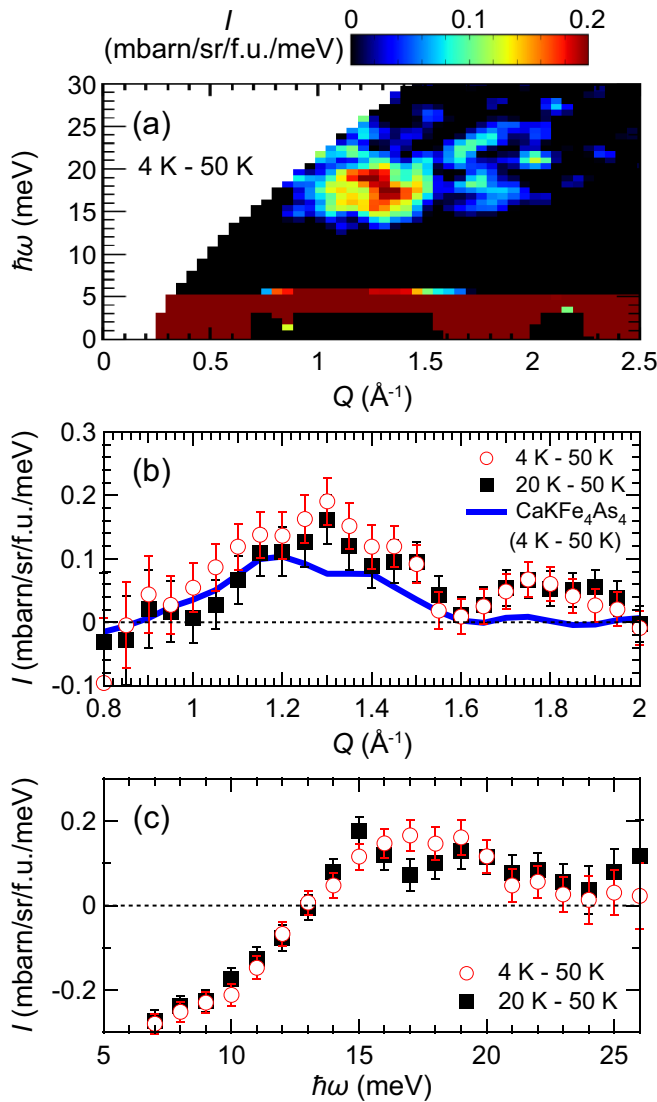 I
(mbarn/sr/f.u./meV)
0 0.1 0.2
(a)
4 K - 50 K
30
25
20
15
10
5
0
ħω (meV)
0 0.5 1 1.5 2 2.5
Q (Å⁻¹)
(b)
4 K - 50 K
20 K - 50 K
CaKFe₄As₄
(4 K - 50 K)
0.3
0.2
0.1
0
-0.1
I (mbarn/sr/f.u./meV)
0.8 1.0 1.2 1.4 1.6 1.8 2
Q (Å⁻¹)
(c)
0.2
0
-0.2
I (mbarn/sr/f.u./meV)
4 K - 50 K
20 K - 50 K
5 10 15 20 25
ħω (meV)